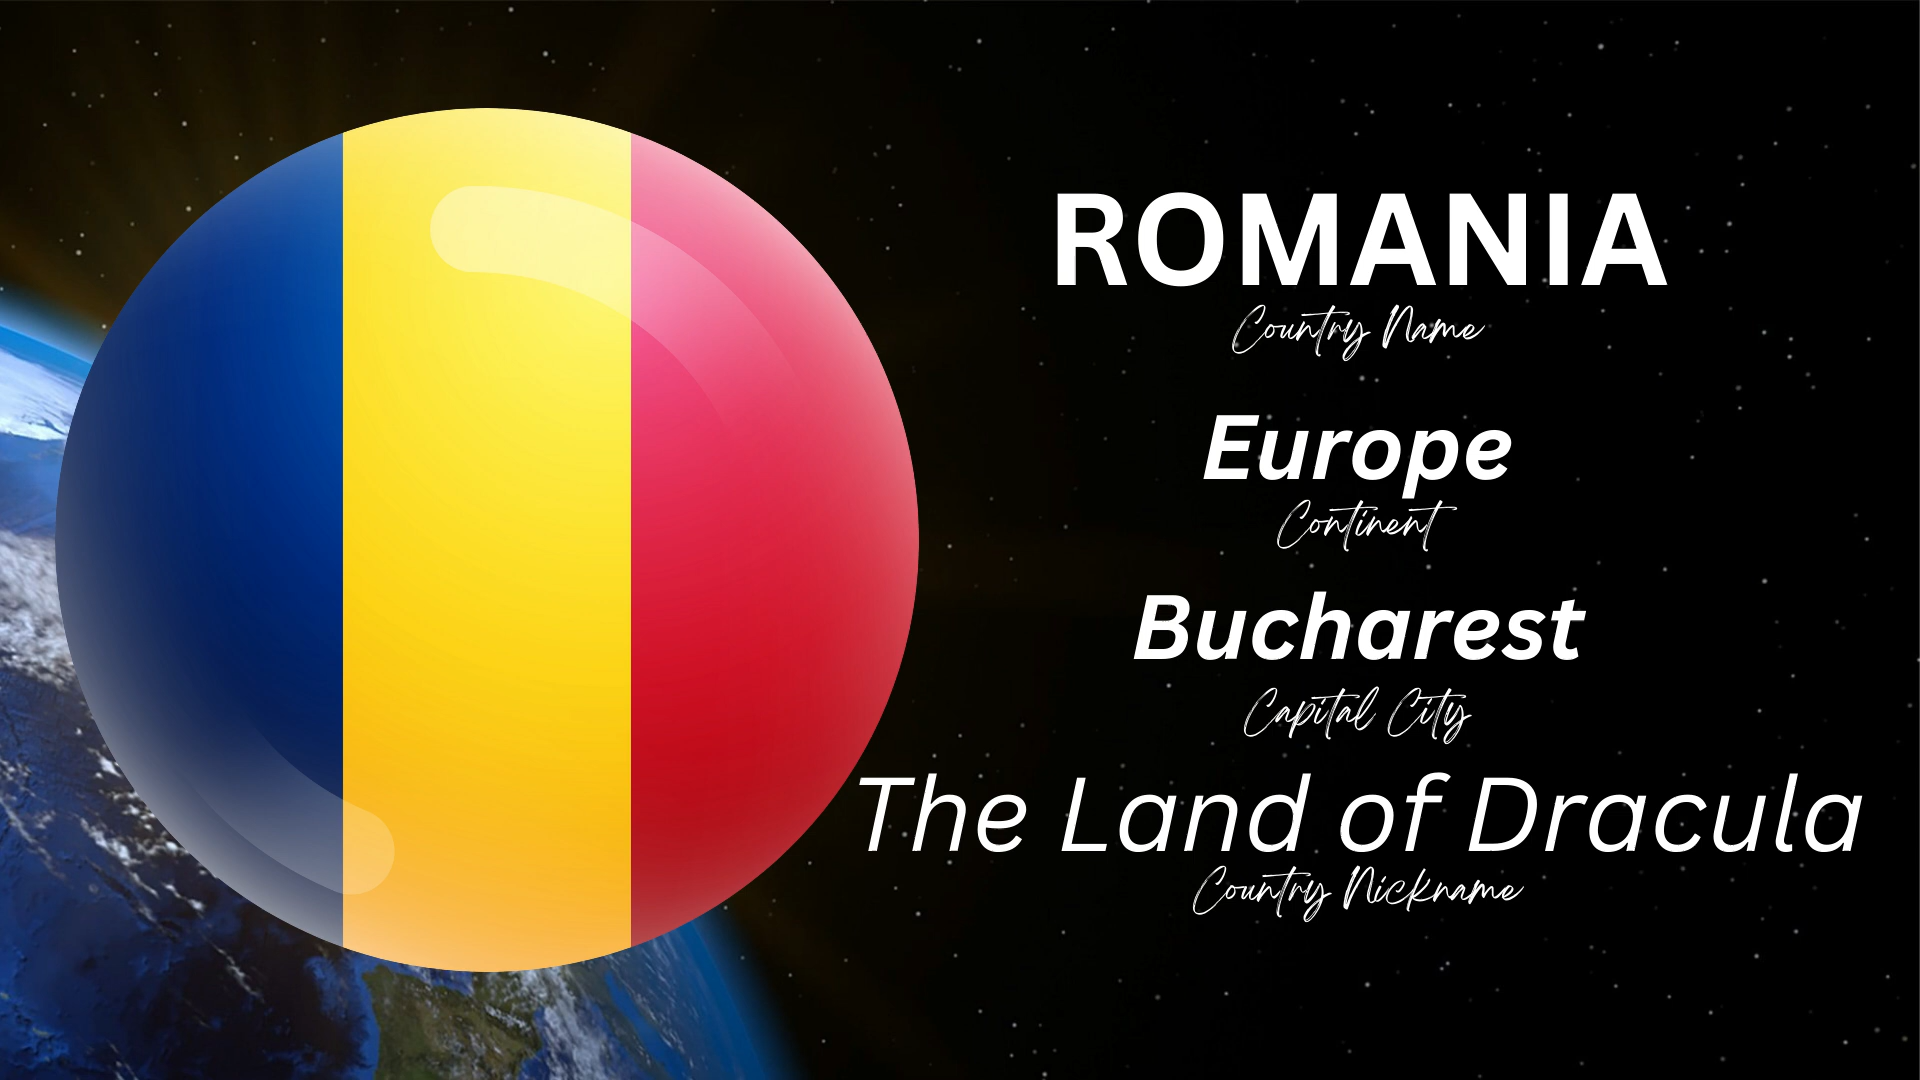 ROMANIA
Country Name
Europe
Continent
Bucharest
Capital City
The Land of Dracula
Country Nickname